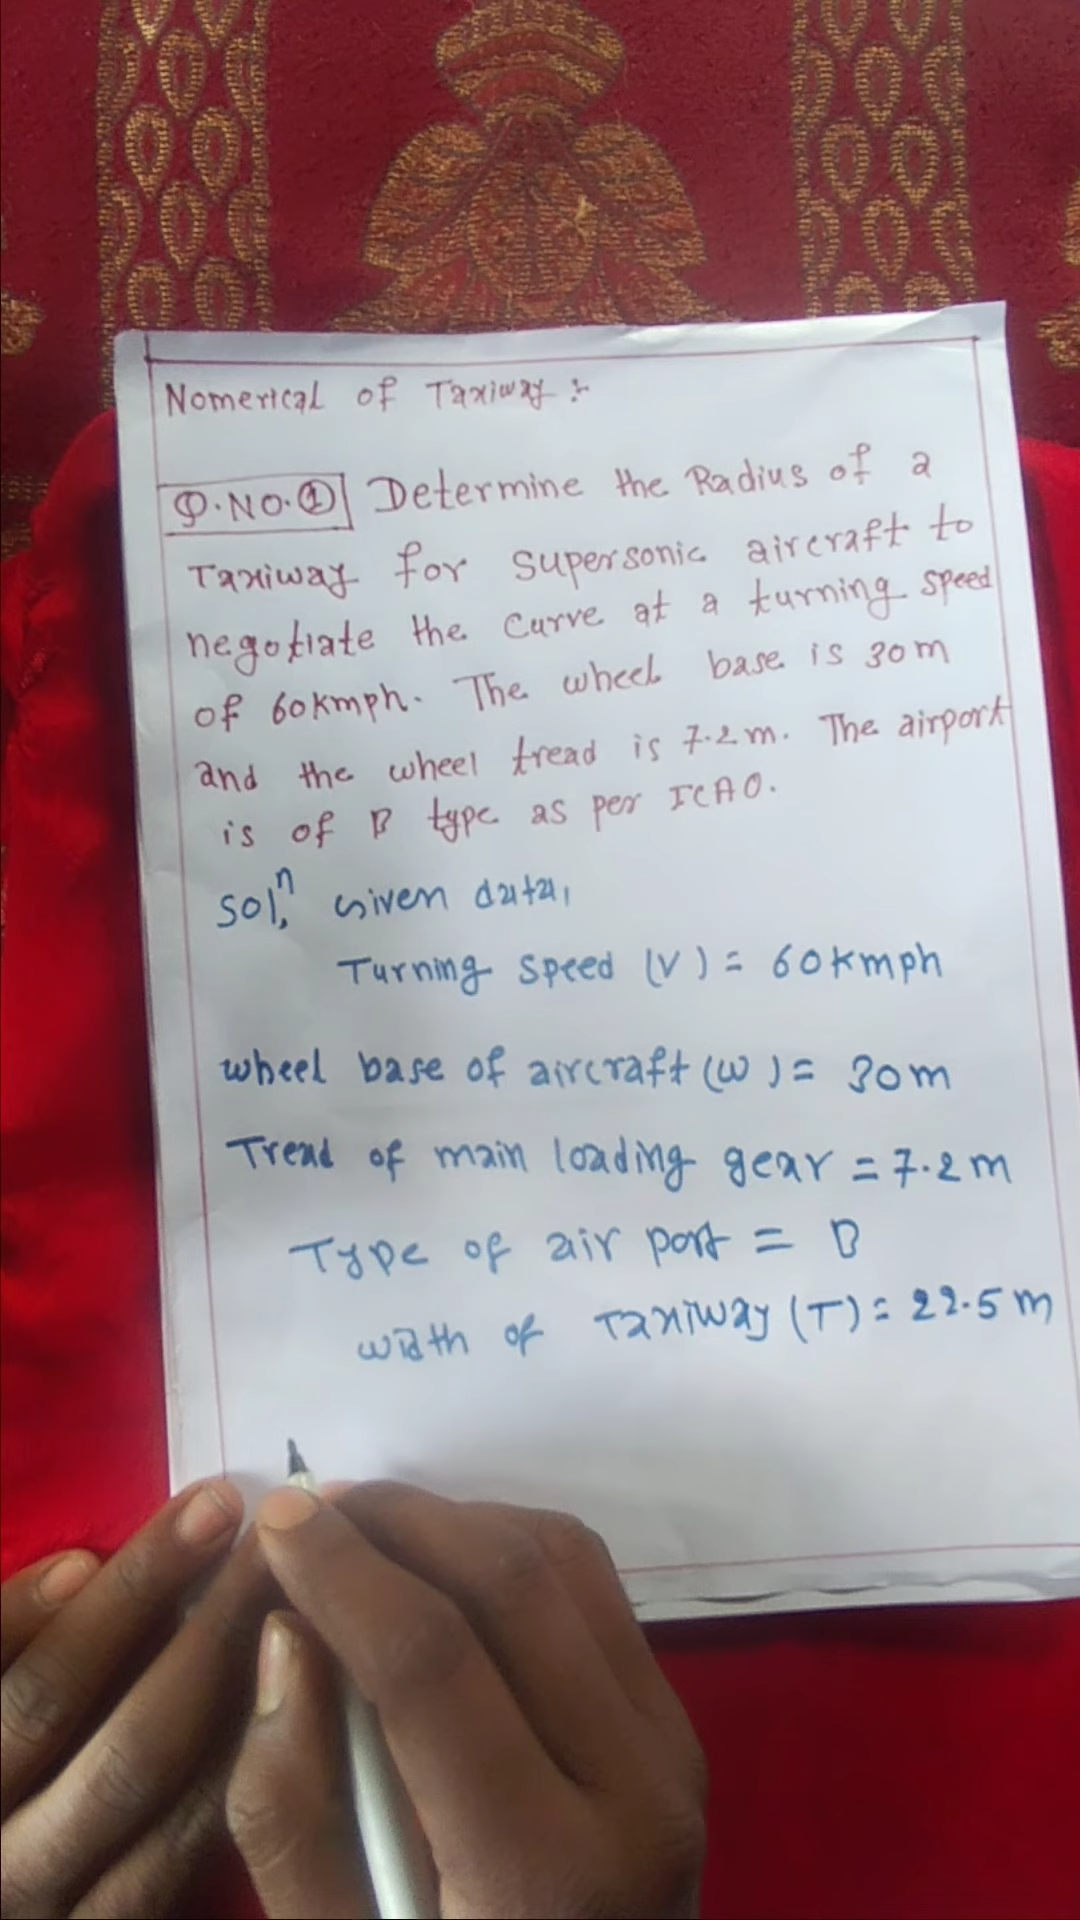 Nomerical of Taxiway :-
Q.NO.① Determine the Radius of a
Taxiway for supersonic aircraft to
negotiate the curve at a turning speed
of 60kmph. The wheel base is 30m
and the wheel tread is 7.2m. The airport
is of B type as per ICAO.
Solⁿ, Given data,
Turning speed (V) = 60kmph
wheel base of aircraft (w) = 30m
Tread of main loading gear = 7.2m
Type of air port = B
width of Taxiway (T) = 22.5m